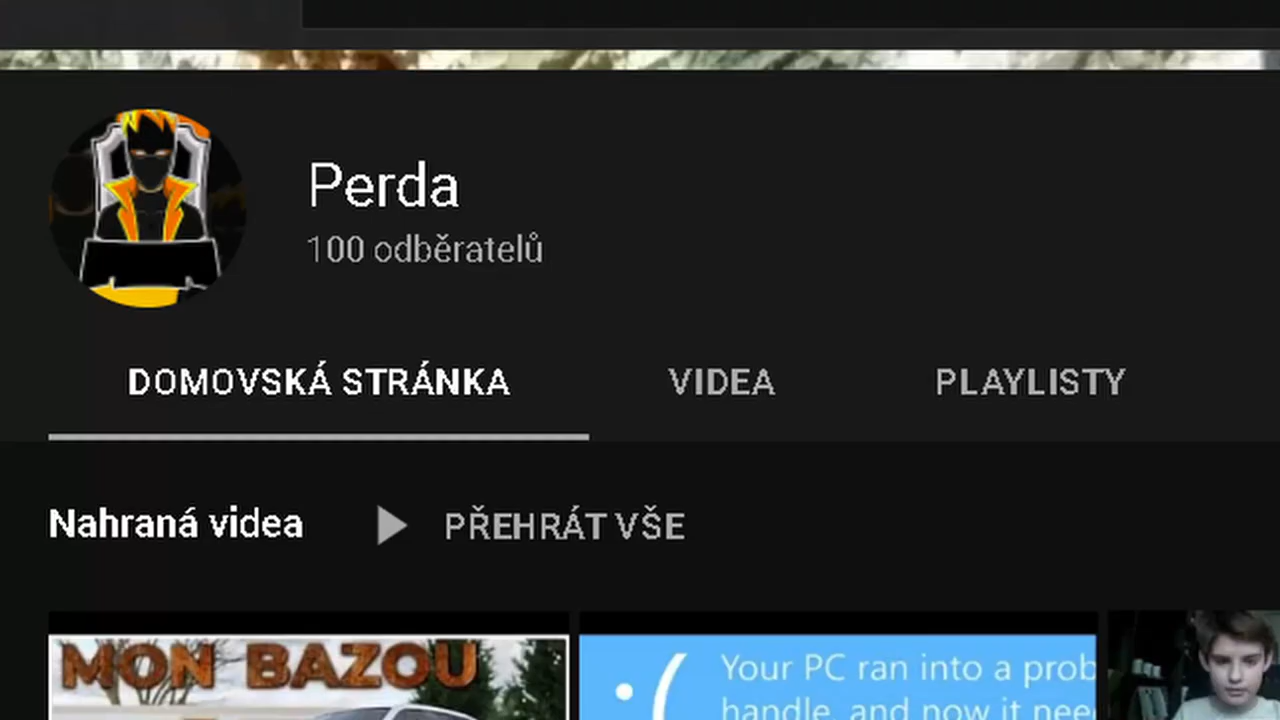 Perda
100 odběratelů
DOMOVSKÁ STRÁNKA VIDEA PLAYLISTY
Nahraná videa PŘEHRÁT VŠE
MON BAZOU
:( Your PC ran into a prob
handle, and now it nee